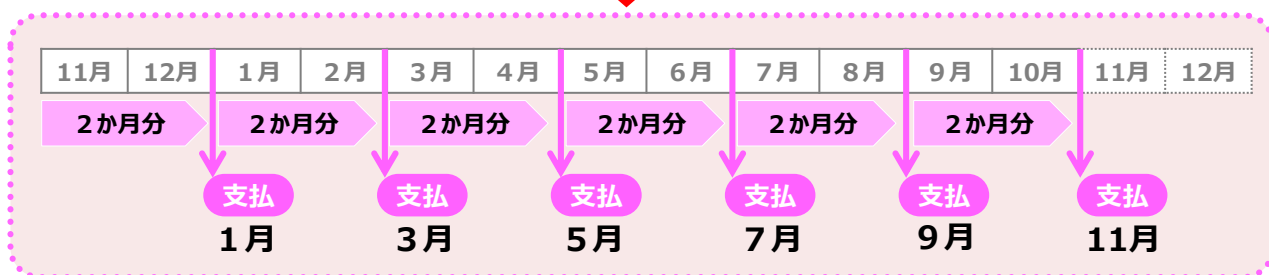 11月 12月 1月 2月 3月 4月 5月 6月 7月 8月 9月 10月 11月 12月
2か月分 2か月分 2か月分 2か月分 2か月分 2か月分
支払 支払 支払 支払 支払 支払
1月 3月 5月 7月 9月 11月